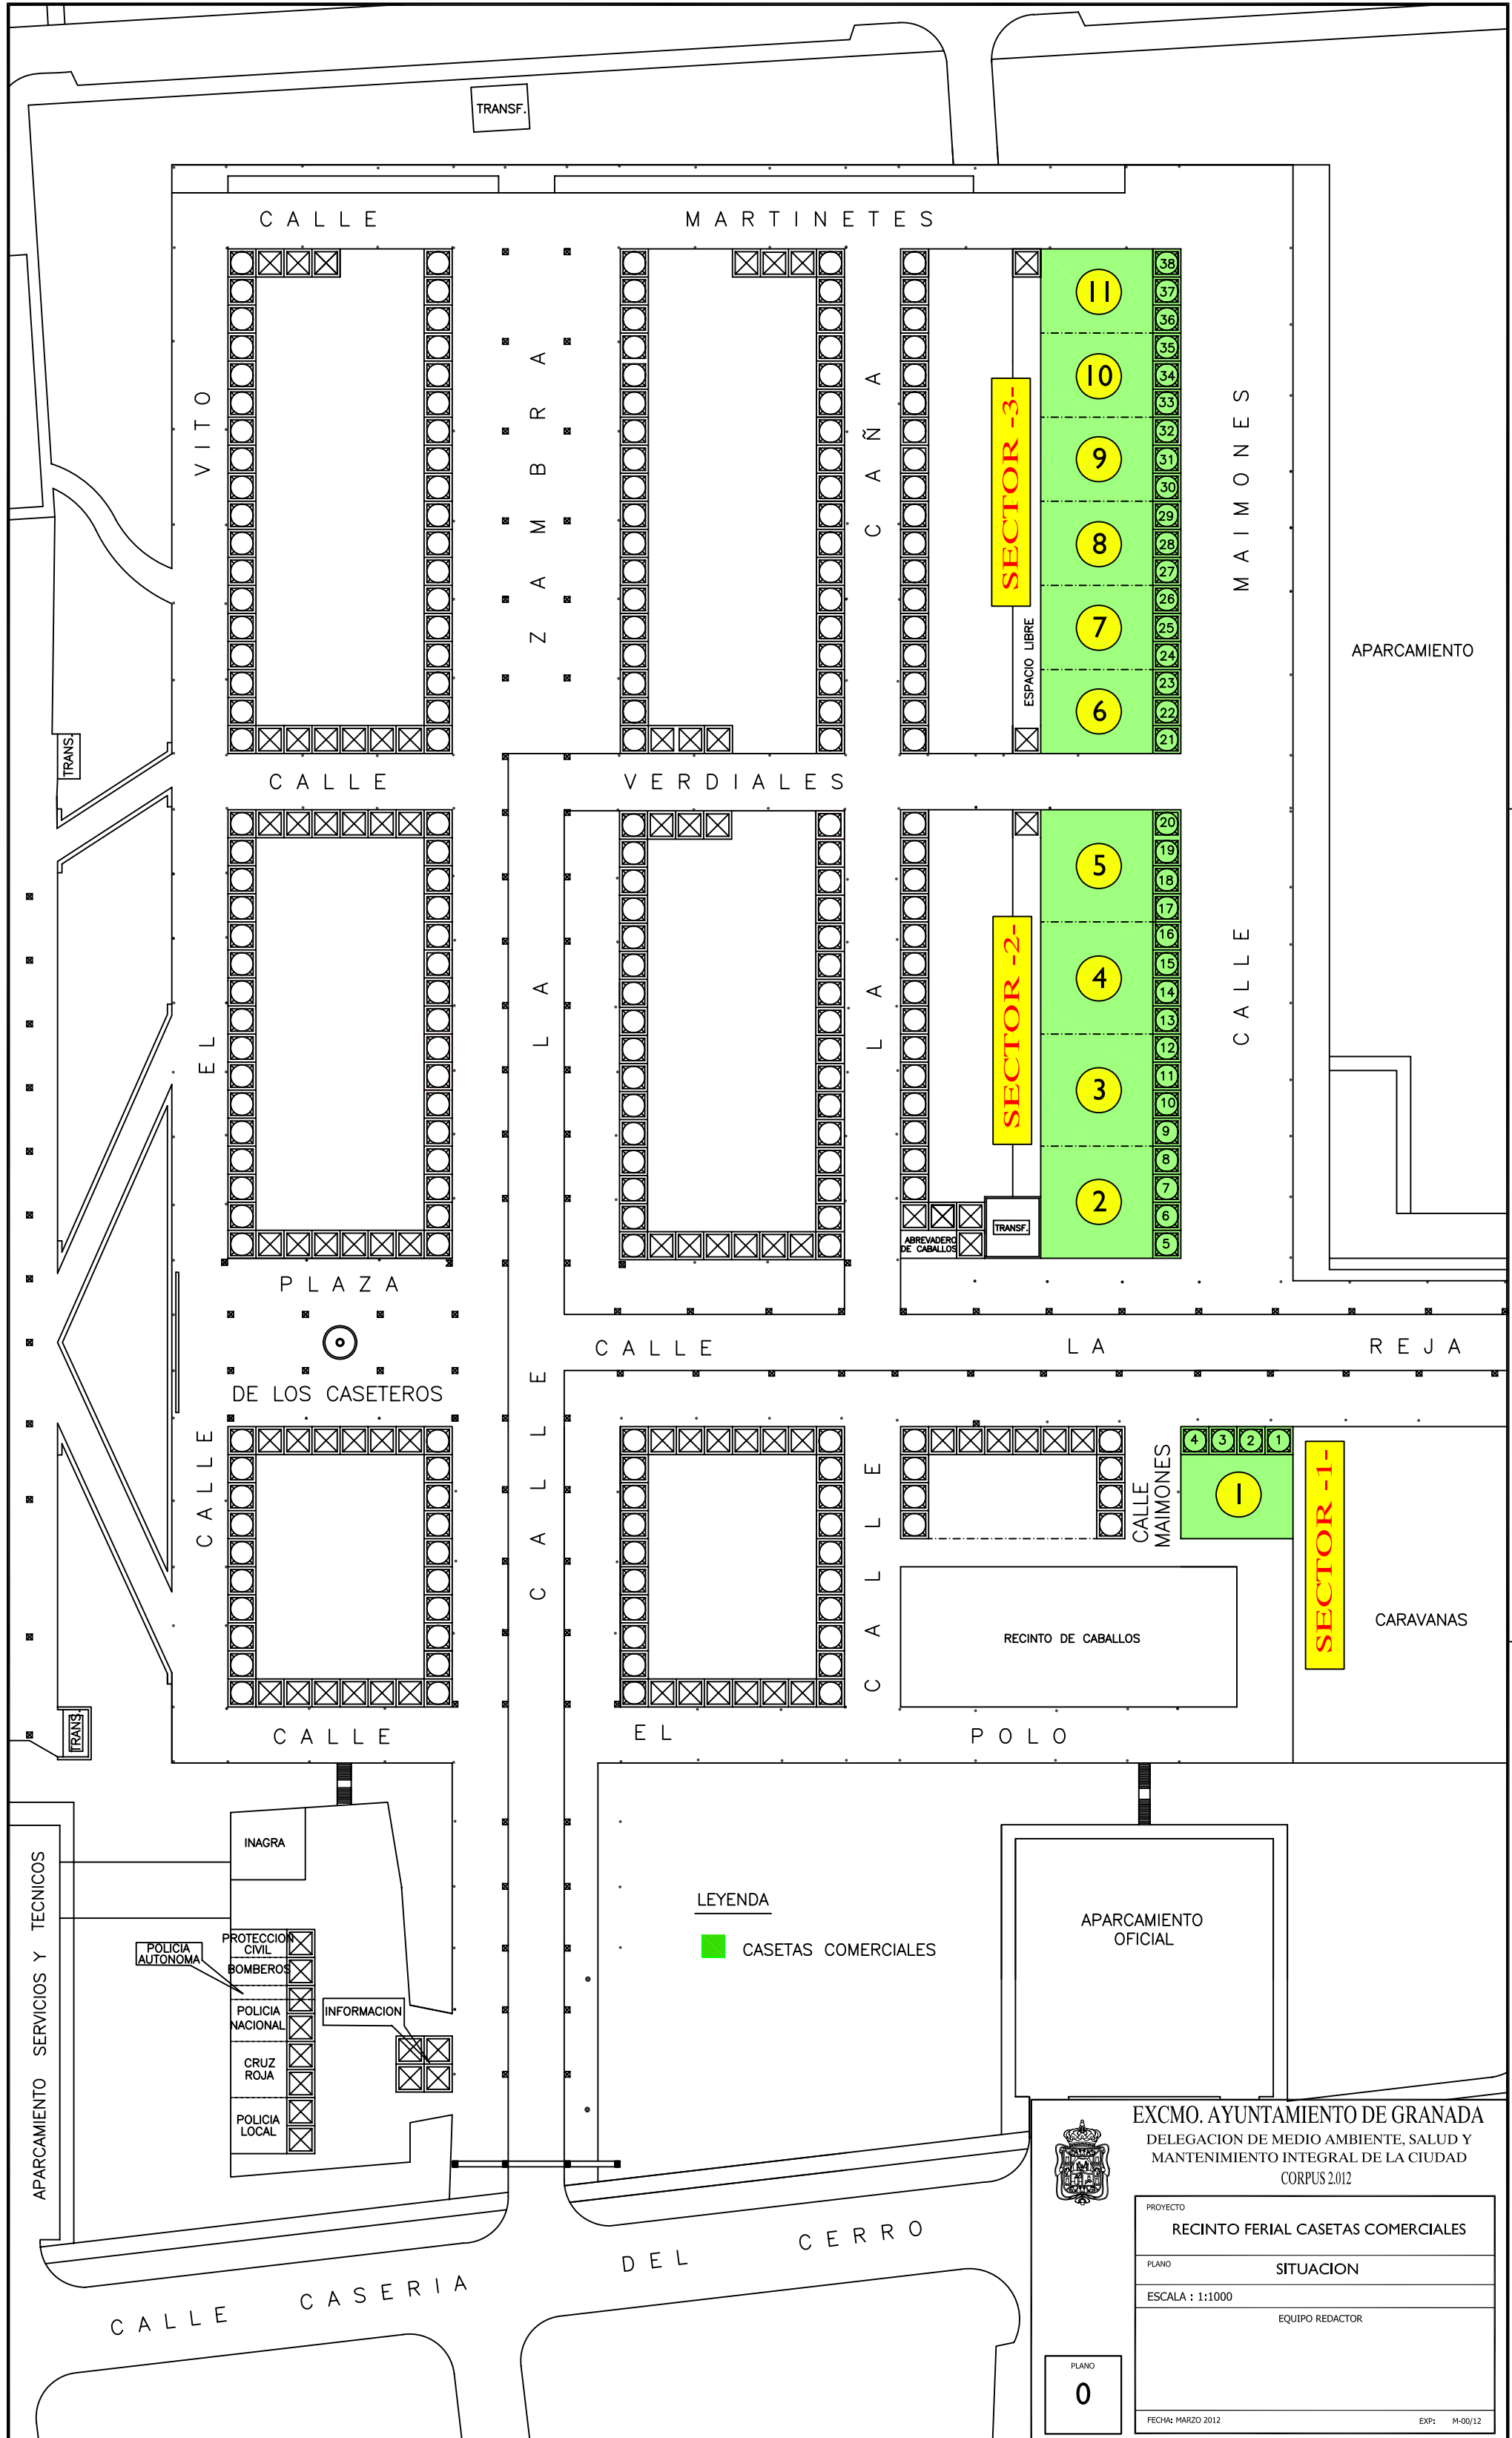 TRANSF.
CALLE MARTINETES
VITO
ZAMBRA
CAÑA
SECTOR -3-
ESPACIO LIBRE
11
10
9
8
7
6
38
37
36
35
34
33
32
31
30
29
28
27
26
25
24
23
22
21
MAIMONES
APARCAMIENTO
TRANS.
CALLE VERDIALES
EL
LA
LA
SECTOR -2-
5
4
3
2
20
19
18
17
16
15
14
13
12
11
10
9
8
7
6
5
CALLE
TRANSF.
ABREVADERO
DE CABALLOS
PLAZA
DE LOS CASETEROS
CALLE LA REJA
CALLE
CALLE
CALLE
CALLE
MAIMONES
4 3 2 1
1
SECTOR -1-
RECINTO DE CABALLOS
CARAVANAS
TRANS.
CALLE EL POLO
INAGRA
APARCAMIENTO SERVICIOS Y TECNICOS
POLICIA
AUTONOMA
PROTECCION
CIVIL
BOMBEROS
POLICIA
NACIONAL
CRUZ
ROJA
POLICIA
LOCAL
INFORMACION
LEYENDA
CASETAS COMERCIALES
APARCAMIENTO
OFICIAL
CALLE CASERIA DEL CERRO
EXCMO. AYUNTAMIENTO DE GRANADA
DELEGACION DE MEDIO AMBIENTE, SALUD Y
MANTENIMIENTO INTEGRAL DE LA CIUDAD
CORPUS 2.012
PROYECTO
RECINTO FERIAL CASETAS COMERCIALES
PLANO
SITUACION
ESCALA : 1:1000
EQUIPO REDACTOR
PLANO
0
FECHA: MARZO 2012
EXP: M-00/12